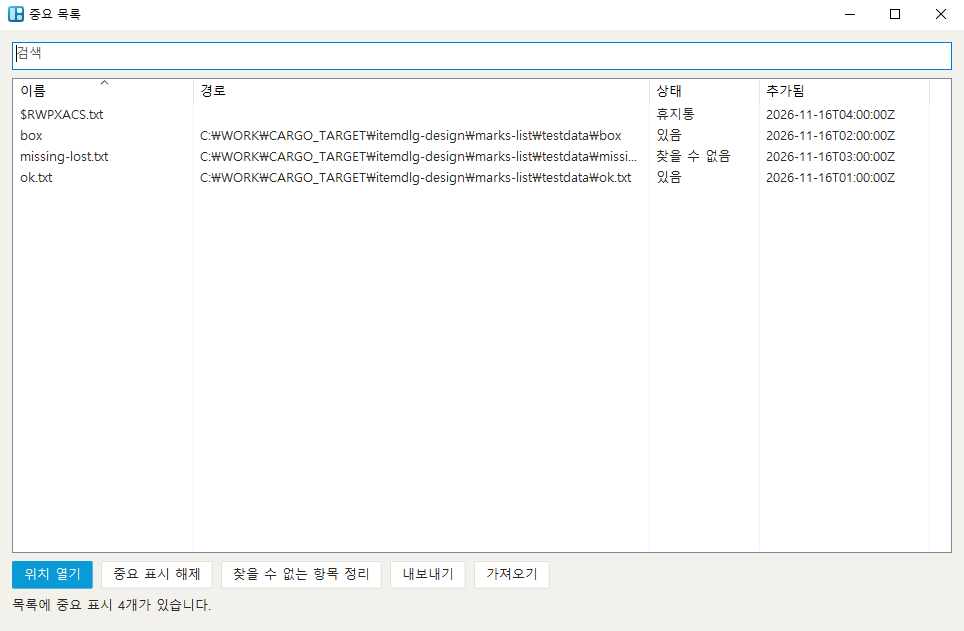 중요 목록
검색
이름 경로 상태 추가됨
$RWPXACS.txt 휴지통 2026-11-16T04:00:00Z
box C:₩WORK₩CARGO_TARGET₩itemdlg-design₩marks-list₩testdata₩box 있음 2026-11-16T02:00:00Z
missing-lost.txt C:₩WORK₩CARGO_TARGET₩itemdlg-design₩marks-list₩testdata₩missi... 찾을 수 없음 2026-11-16T03:00:00Z
ok.txt C:₩WORK₩CARGO_TARGET₩itemdlg-design₩marks-list₩testdata₩ok.txt 있음 2026-11-16T01:00:00Z
위치 열기 중요 표시 해제 찾을 수 없는 항목 정리 내보내기 가져오기
목록에 중요 표시 4개가 있습니다.